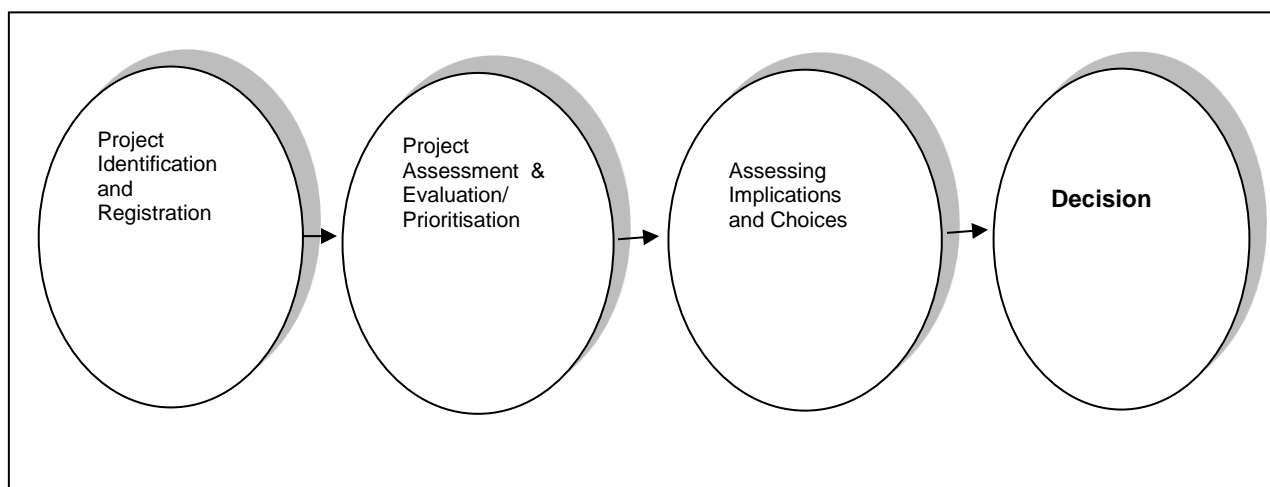 Project
Identification
and
Registration
Project
Assessment &
Evaluation/
Prioritisation
Assessing
Implications
and Choices
Decision